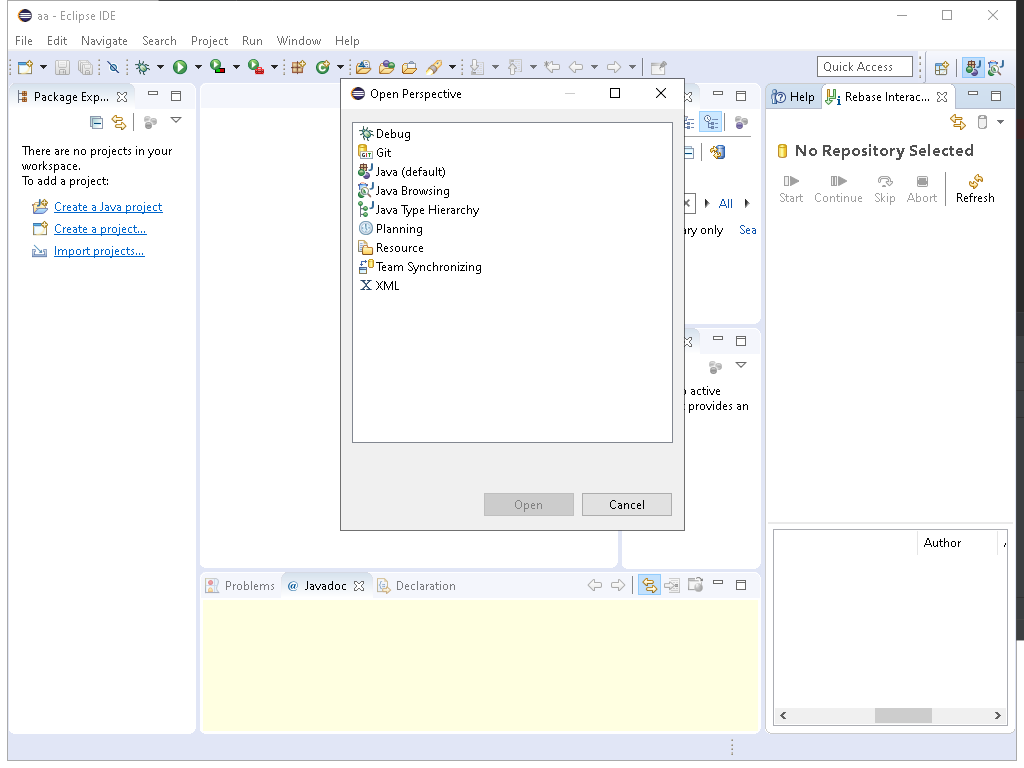 aa - Eclipse IDE
File Edit Navigate Search Project Run Window Help
Quick Access
Package Exp...
There are no projects in your
workspace.
To add a project:
Create a Java project
Create a project...
Import projects...
Open Perspective
Debug
GIT Git
Java (default)
Java Browsing
Java Type Hierarchy
Planning
Resource
Team Synchronizing
X XML
Open Cancel
All
ry only Sea
active
provides an
Help Rebase Interac...
No Repository Selected
Start Continue Skip Abort Refresh
Author
Problems @ Javadoc Declaration